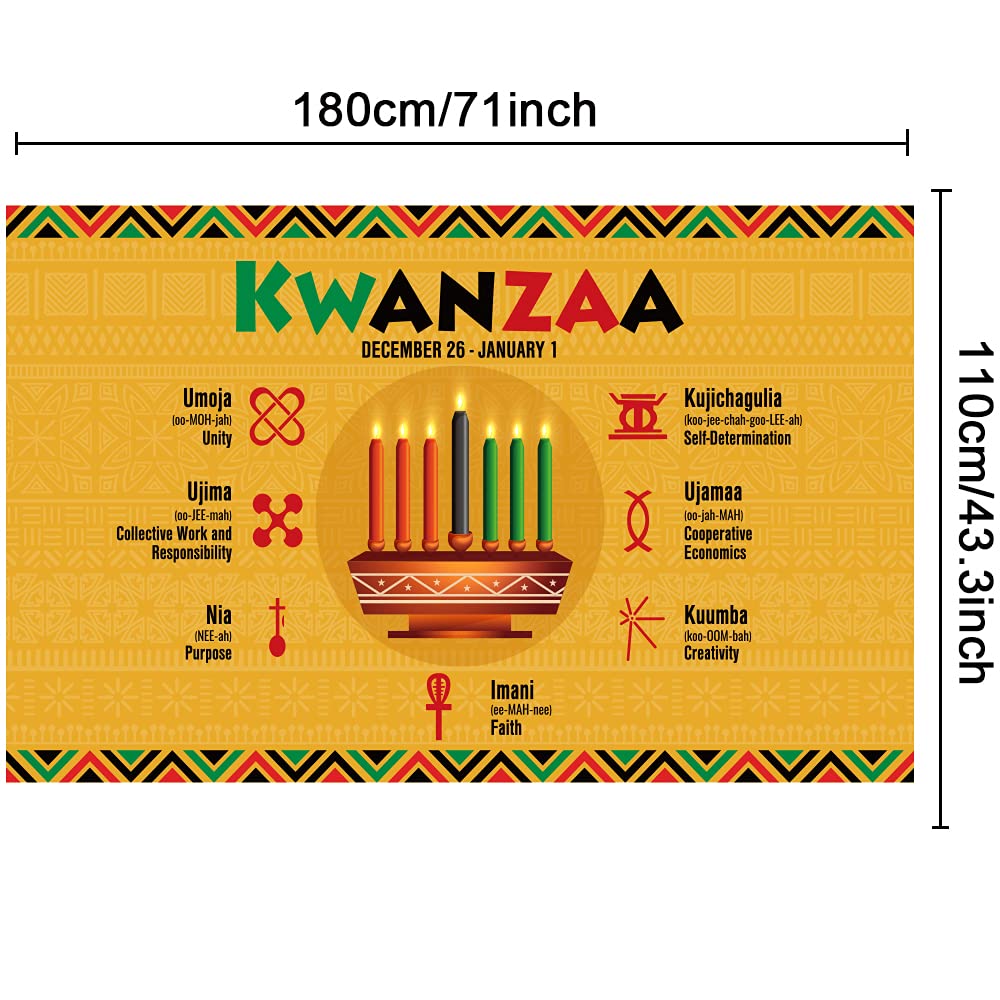 180cm/71inch
KWANZAA
DECEMBER 26 - JANUARY 1
Umoja
(oo-MOH-jah)
Unity
Kujichagulia
(koo-jee-chah-goo-LEE-ah)
Self-Determination
Ujima
(oo-JEE-mah)
Collective Work and
Responsibility
Ujamaa
(oo-jah-MAH)
Cooperative
Economics
Nia
(NEE-ah)
Purpose
Kuumba
(koo-OOM-bah)
Creativity
Imani
(ee-MAH-nee)
Faith
110cm/43.3inch